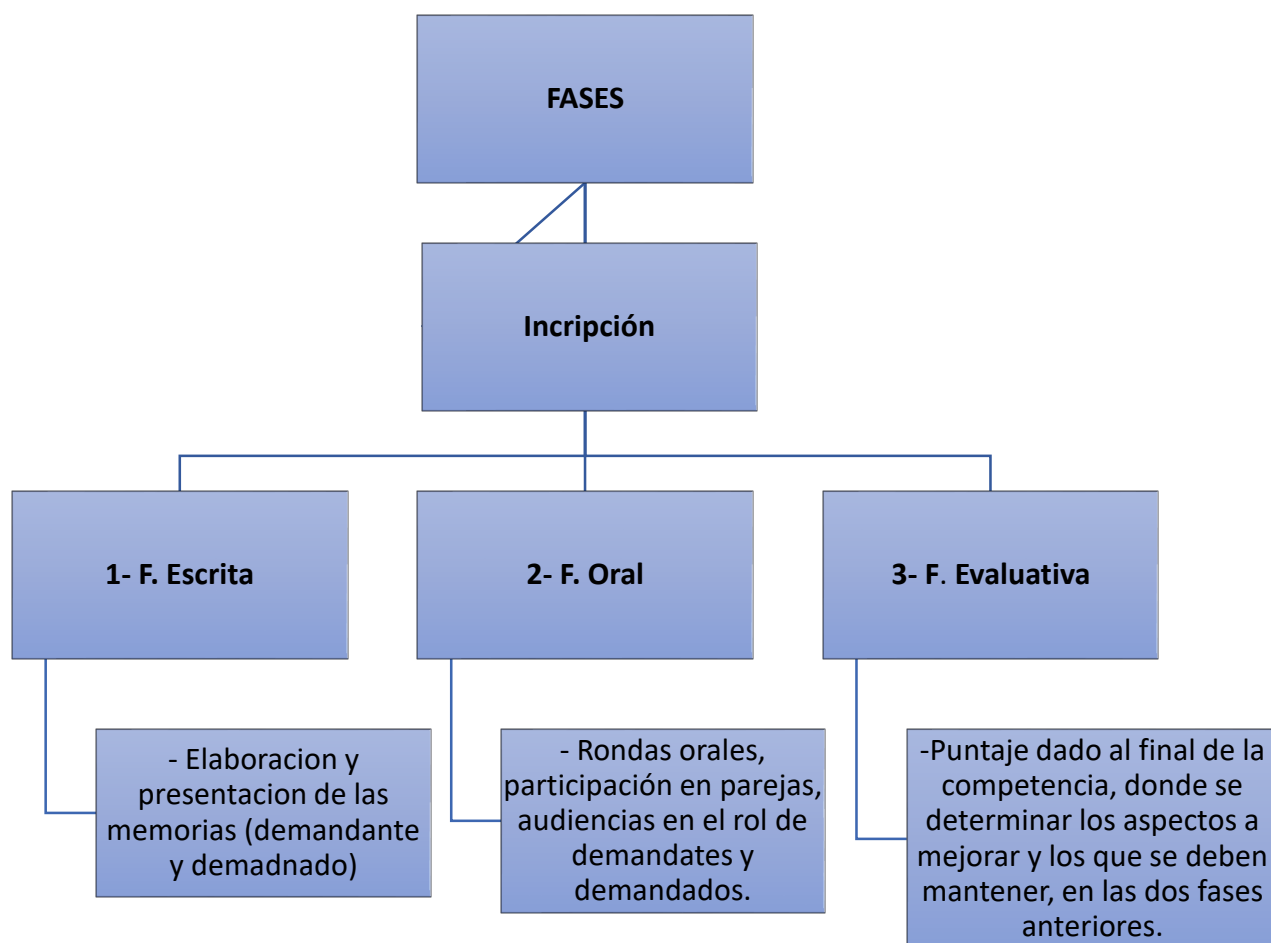 FASES
Incripción
1- F. Escrita
2- F. Oral
3- F. Evaluativa
- Elaboracion y
presentacion de las
memorias (demandante
y demadnado)
- Rondas orales,
participación en parejas,
audiencias en el rol de
demandates y
demandados.
-Puntaje dado al final de la
competencia, donde se
determinar los aspectos a
mejorar y los que se deben
mantener, en las dos fases
anteriores.